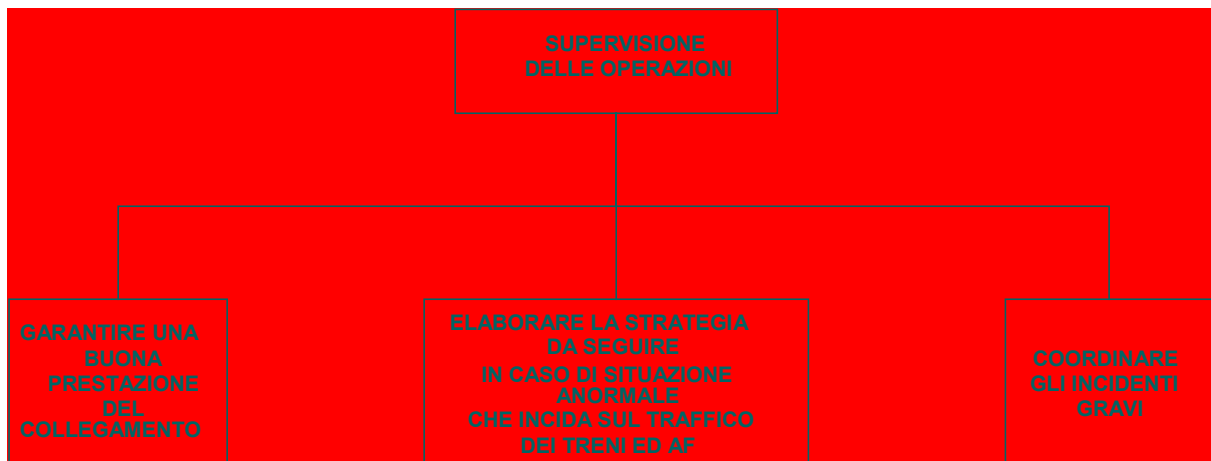 SUPERVISIONE
DELLE OPERAZIONI
GARANTIRE UNA
BUONA
PRESTAZIONE
DEL
COLLEGAMENTO
ELABORARE LA STRATEGIA
DA SEGUIRE
IN CASO DI SITUAZIONE
ANORMALE
CHE INCIDA SUL TRAFFICO
DEI TRENI ED AF
COORDINARE
GLI INCIDENTI
GRAVI